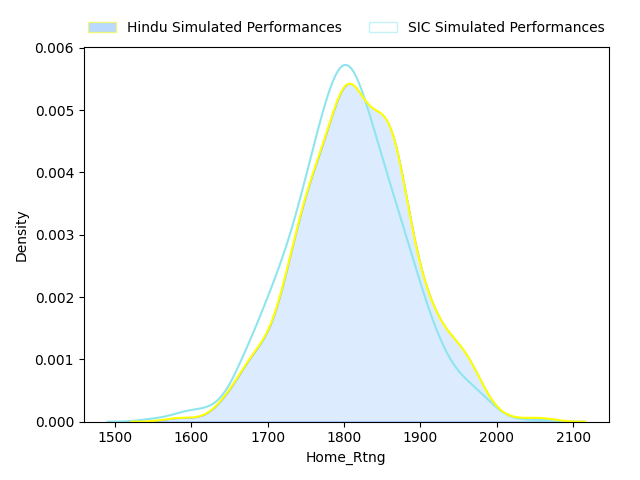 Hindu Simulated Performances SIC Simulated Performances
0.006
0.005
0.004
0.003
0.002
0.001
0.000
Density
1500 1600 1700 1800 1900 2000 2100
Home_Rtng